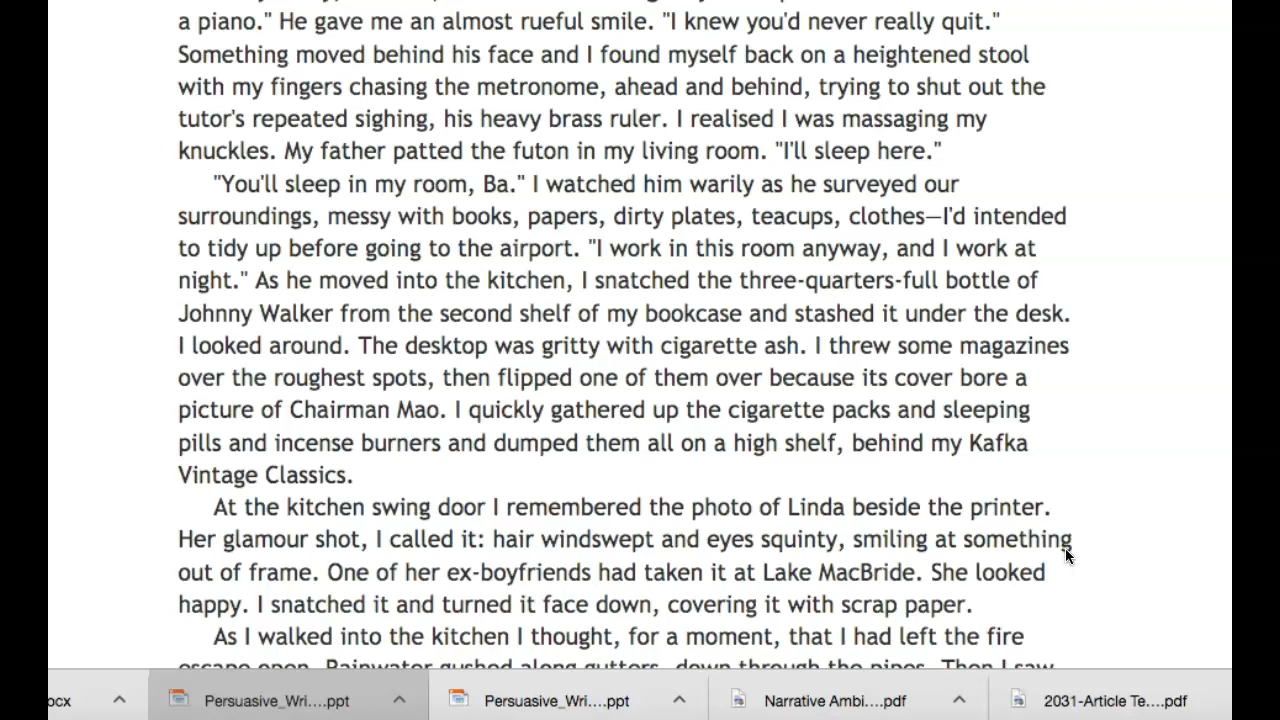 a piano." He gave me an almost rueful smile. "I knew you'd never really quit."
Something moved behind his face and I found myself back on a heightened stool
with my fingers chasing the metronome, ahead and behind, trying to shut out the
tutor's repeated sighing, his heavy brass ruler. I realised I was massaging my
knuckles. My father patted the futon in my living room. "I'll sleep here."
"You'll sleep in my room, Ba." I watched him warily as he surveyed our
surroundings, messy with books, papers, dirty plates, teacups, clothes—I'd intended
to tidy up before going to the airport. "I work in this room anyway, and I work at
night." As he moved into the kitchen, I snatched the three-quarters-full bottle of
Johnny Walker from the second shelf of my bookcase and stashed it under the desk.
I looked around. The desktop was gritty with cigarette ash. I threw some magazines
over the roughest spots, then flipped one of them over because its cover bore a
picture of Chairman Mao. I quickly gathered up the cigarette packs and sleeping
pills and incense burners and dumped them all on a high shelf, behind my Kafka
Vintage Classics.
At the kitchen swing door I remembered the photo of Linda beside the printer.
Her glamour shot, I called it: hair windswept and eyes squinty, smiling at something
out of frame. One of her ex-boyfriends had taken it at Lake MacBride. She looked
happy. I snatched it and turned it face down, covering it with scrap paper.
As I walked into the kitchen I thought, for a moment, that I had left the fire
escape open. Rainwater gushed along gutters, down through the pipes. Then I saw
ocx Persuasive_Wri....ppt Persuasive_Wri....ppt Narrative Ambi....pdf 2031-Article Te....pdf